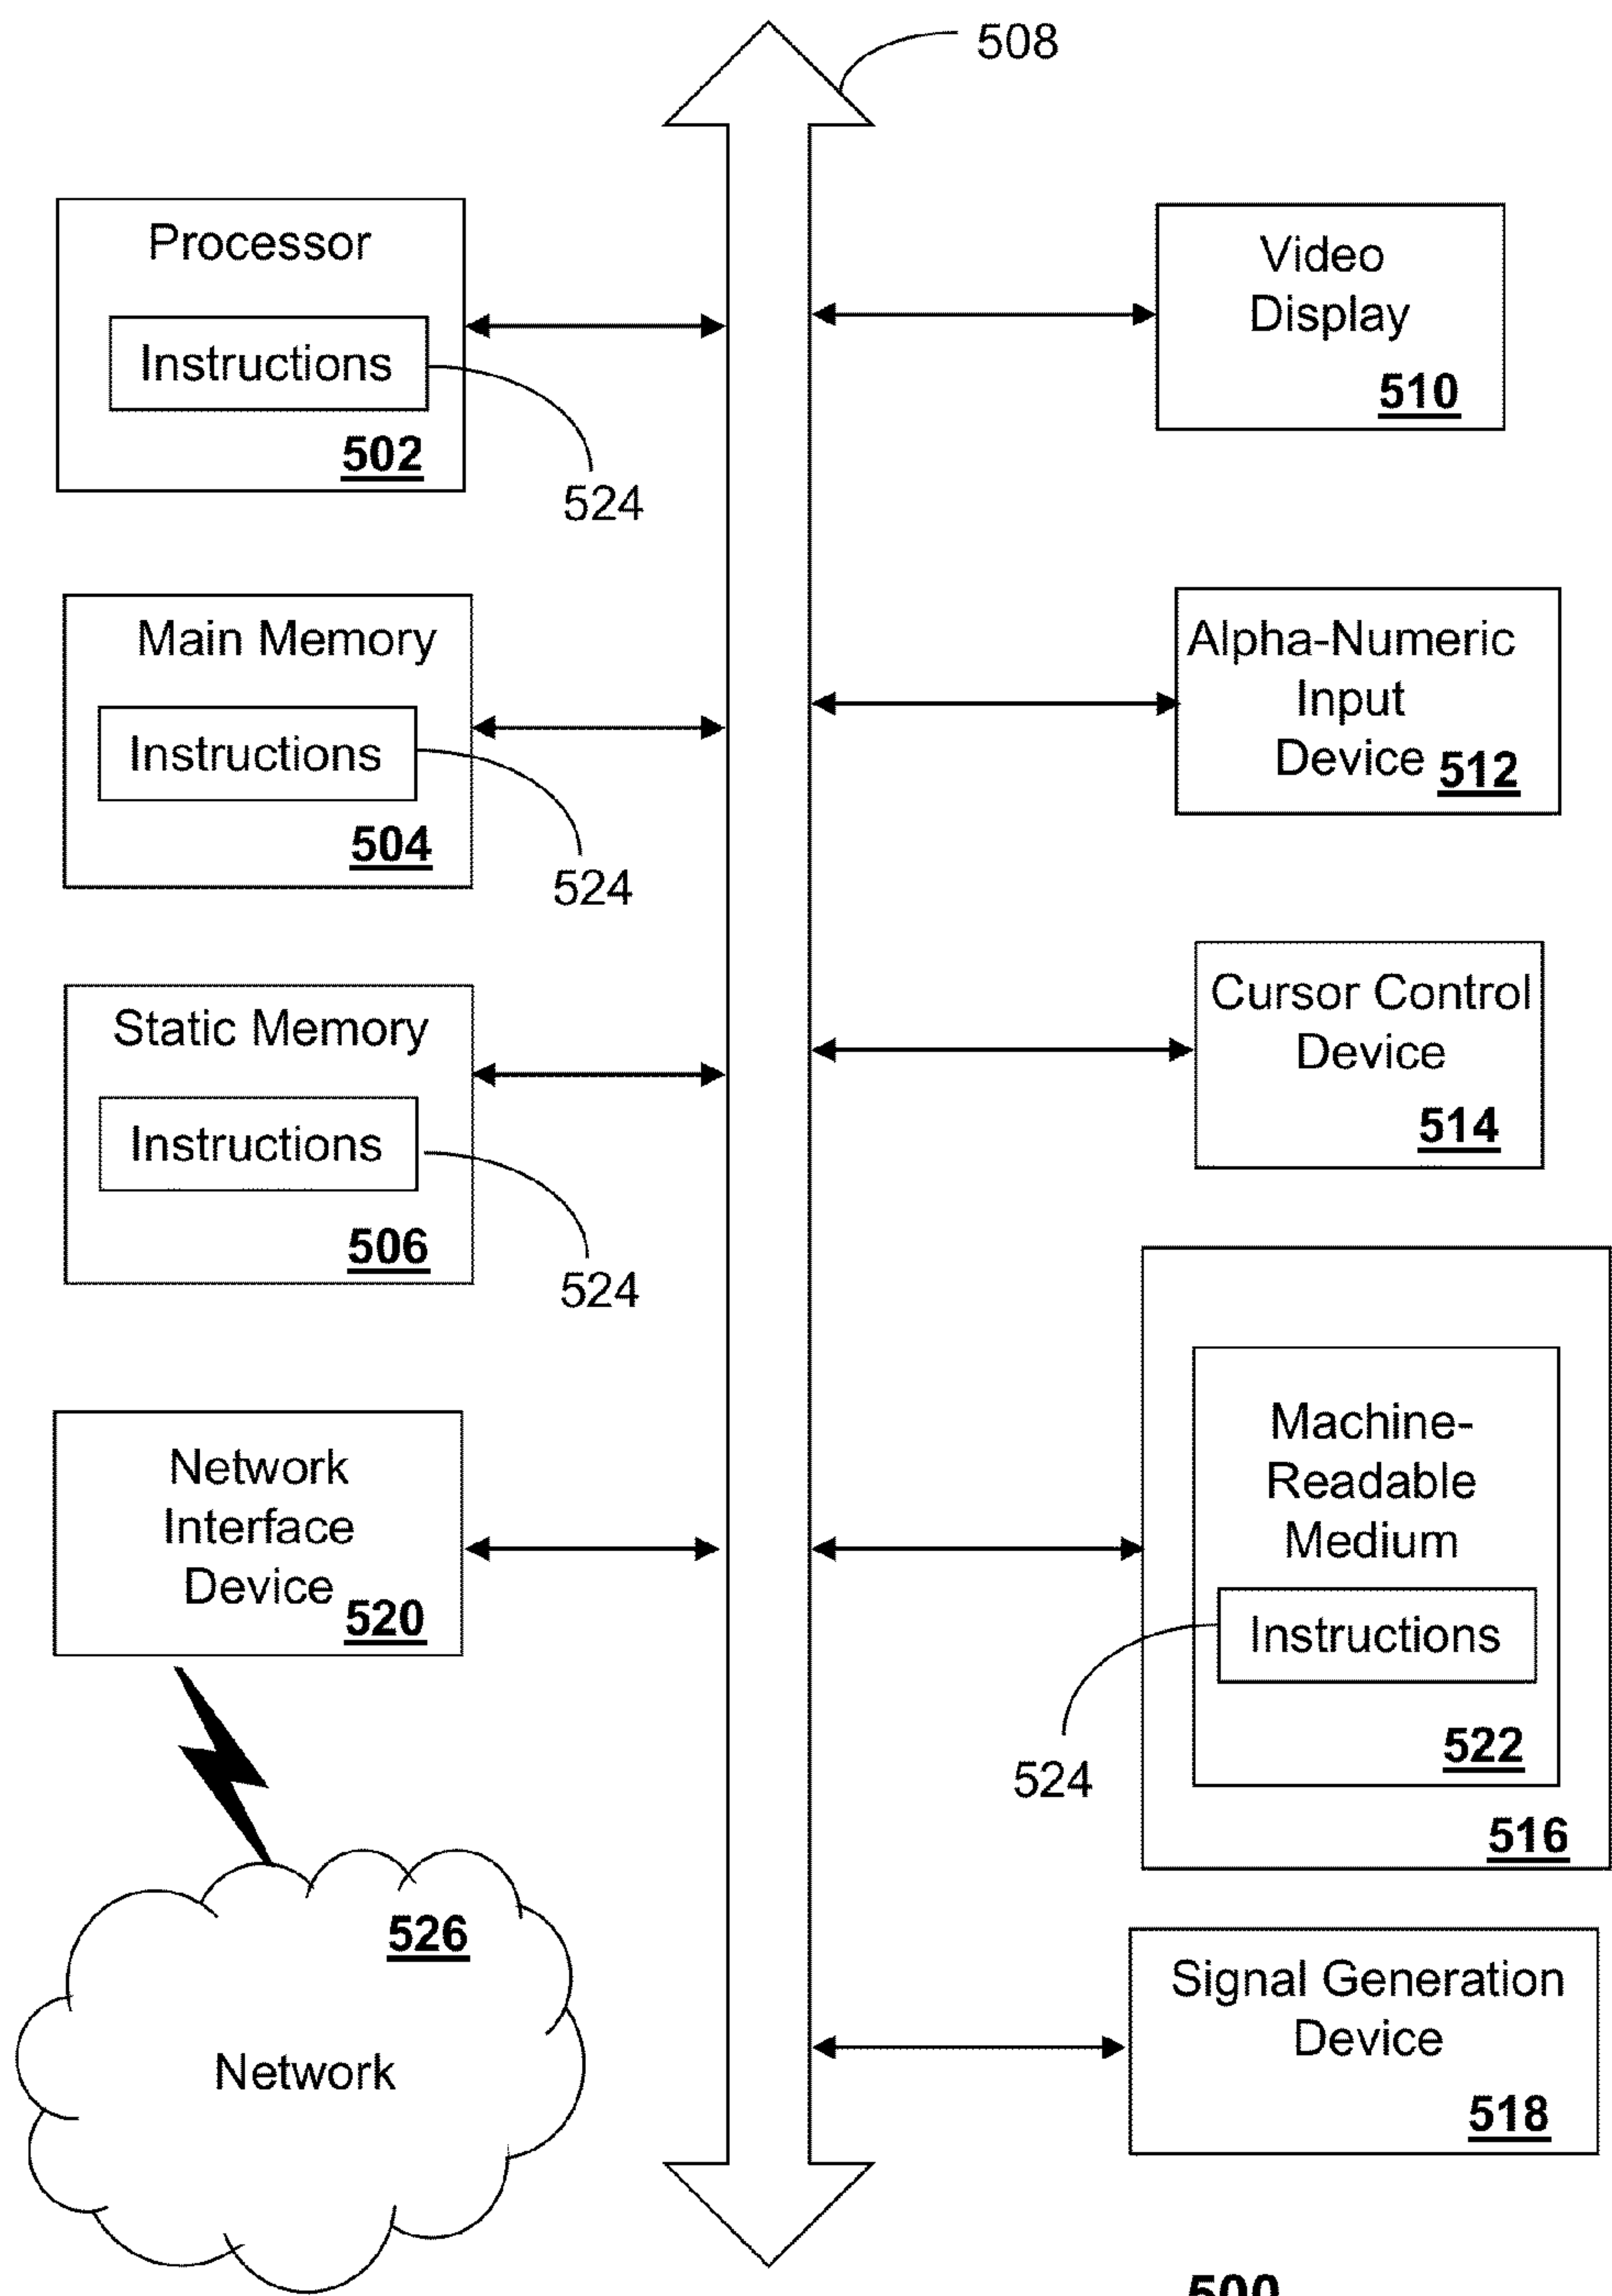 508
Processor
Instructions
502
524
Main Memory
Instructions
504
524
Static Memory
Instructions
506
524
Network
Interface
Device
520
526
Network
Video
Display
510
Alpha-Numeric
Input
Device
512
Cursor Control
Device
514
Machine-
Readable
Medium
Instructions
522
524
516
Signal Generation
Device
518
500